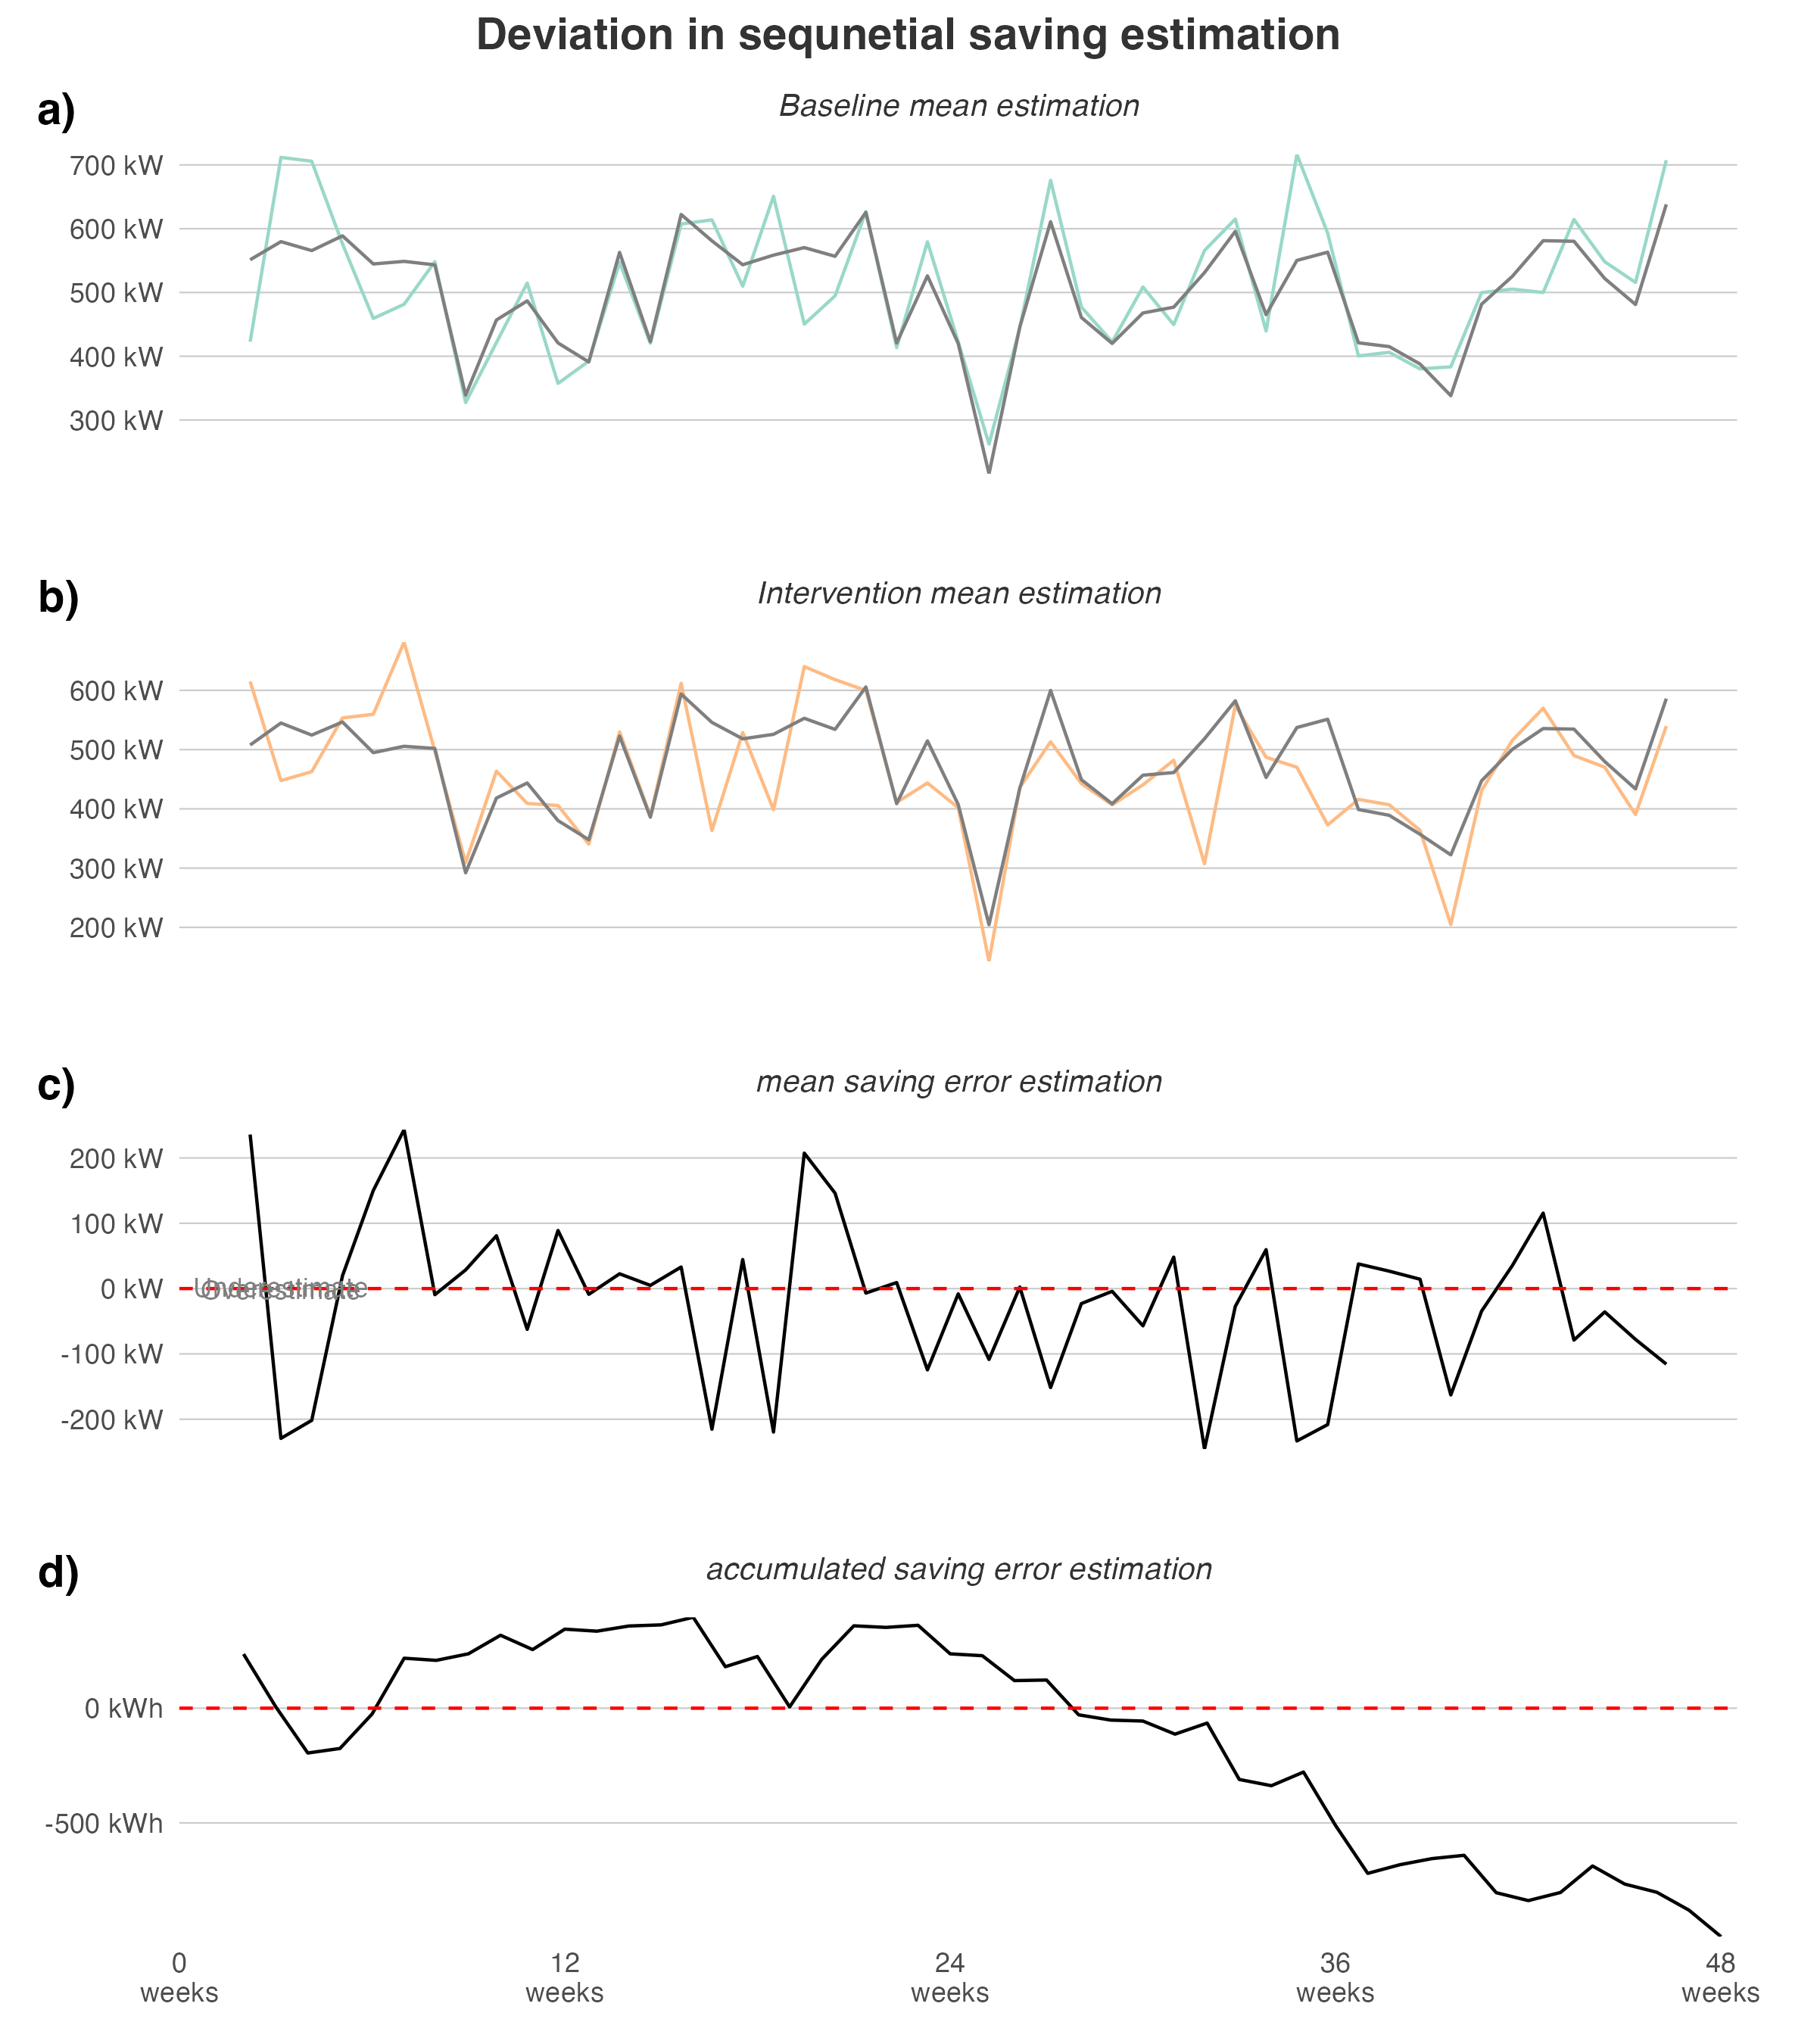 Deviation in sequnetial saving estimation
a)
Baseline mean estimation
700 kW
600 kW
500 kW
400 kW
300 kW
b)
Intervention mean estimation
600 kW
500 kW
400 kW
300 kW
200 kW
c)
mean saving error estimation
200 kW
100 kW
0 kW
Underestimate
Overestimate
-100 kW
-200 kW
d)
accumulated saving error estimation
0 kWh
-500 kWh
0 12 24 36 48
weeks weeks weeks weeks weeks